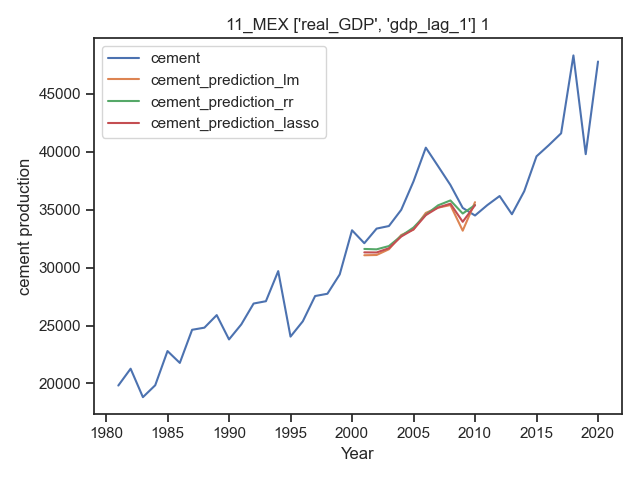 11_MEX ['real_GDP', 'gdp_lag_1'] 1
cement
cement_prediction_lm
cement_prediction_rr
cement_prediction_lasso
cement production
45000
40000
35000
30000
25000
20000
1980 1985 1990 1995 2000 2005 2010 2015 2020
Year